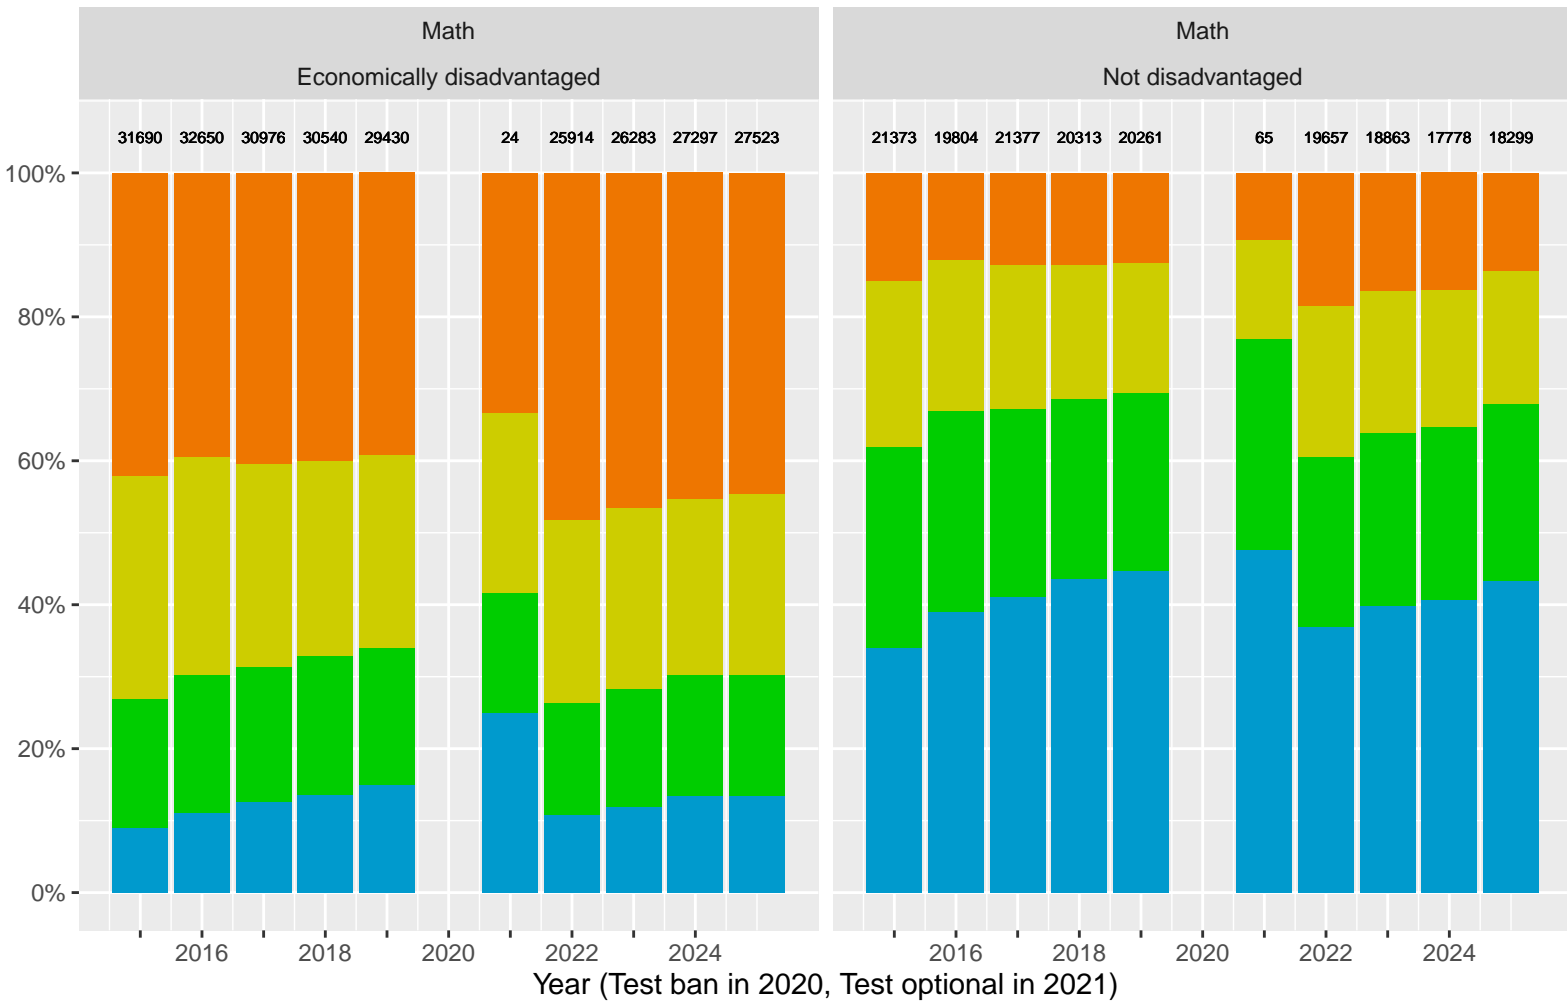 Math
Economically disadvantaged
Math
Not disadvantaged
31690 32650 30976 30540 29430 24 25914 26283 27297 27523
21373 19804 21377 20313 20261 65 19657 18863 17778 18299
100%
80%
60%
40%
20%
0%
2016 2018 2020 2022 2024
2016 2018 2020 2022 2024
Year (Test ban in 2020, Test optional in 2021)